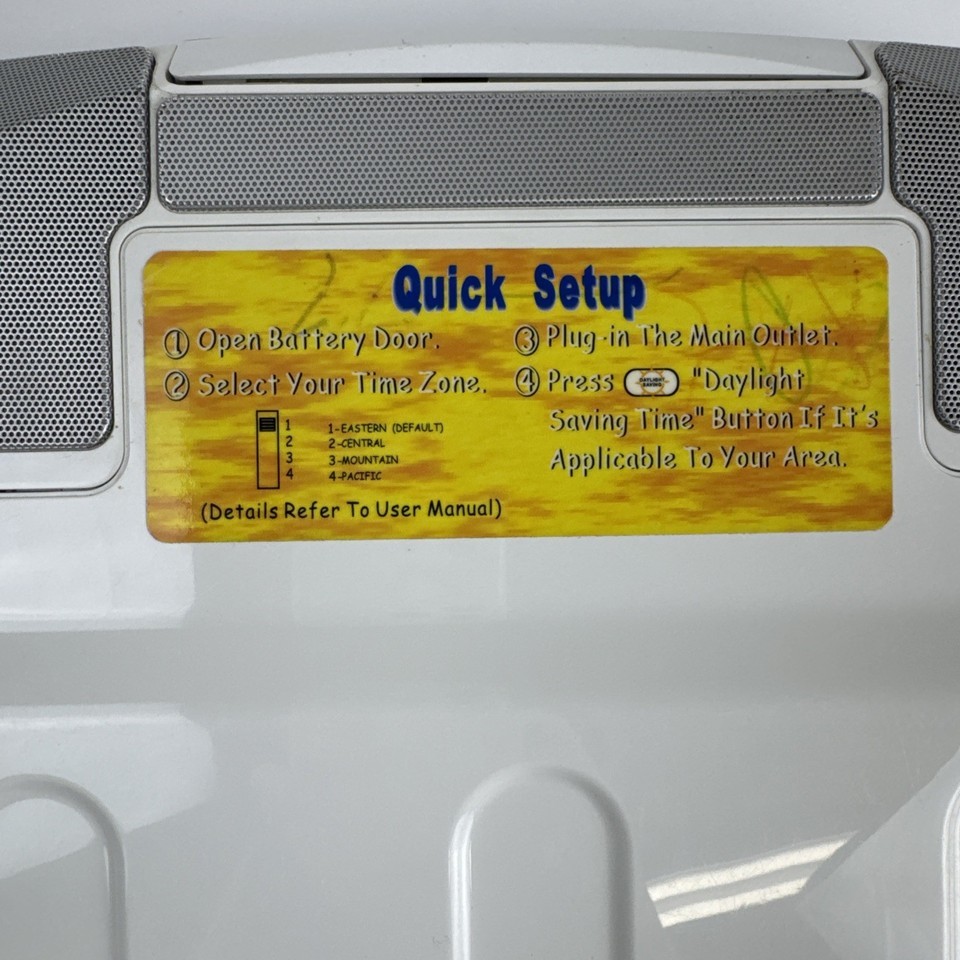 Quick Setup
① Open Battery Door.
② Select Your Time Zone.
1 1-EASTERN (DEFAULT)
2 2-CENTRAL
3 3-MOUNTAIN
4 4-PACIFIC
(Details Refer To User Manual)
③ Plug-in The Main Outlet.
④ Press DAYLIGHT SAVING "Daylight
Saving Time" Button If It's
Applicable To Your Area.